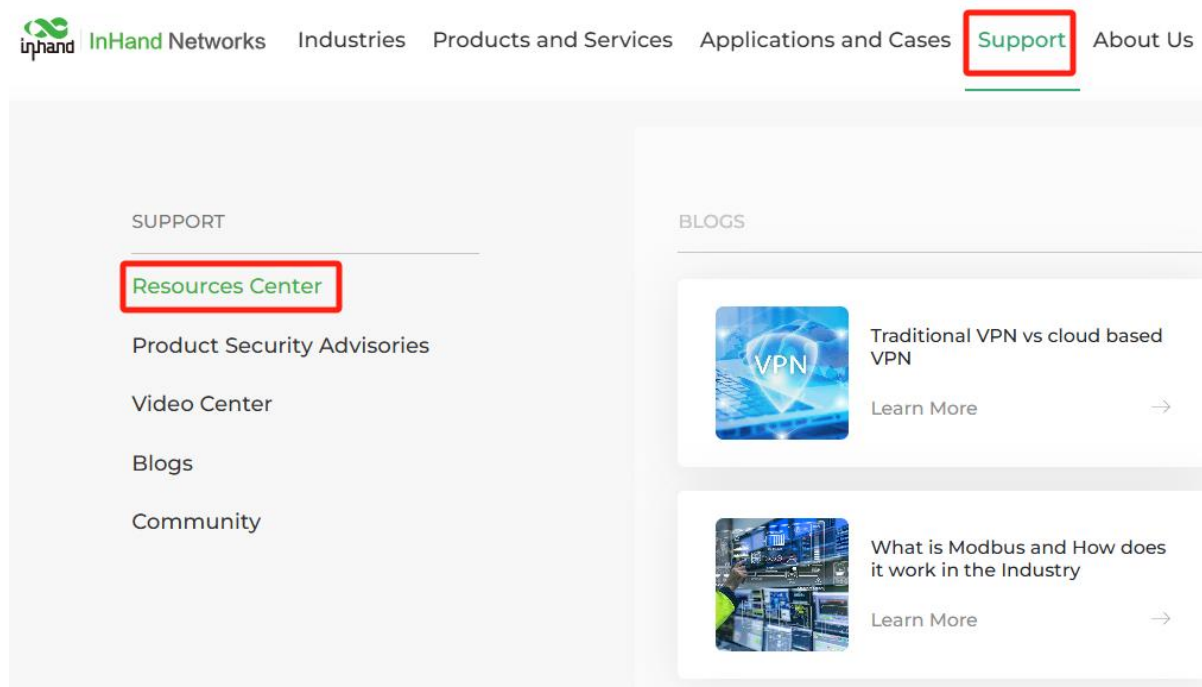 inhand
InHand Networks
Industries
Products and Services
Applications and Cases
Support
About Us
SUPPORT
Resources Center
Product Security Advisories
Video Center
Blogs
Community
BLOGS
VPN
Traditional VPN vs cloud based
VPN
Learn More
What is Modbus and How does
it work in the Industry
Learn More